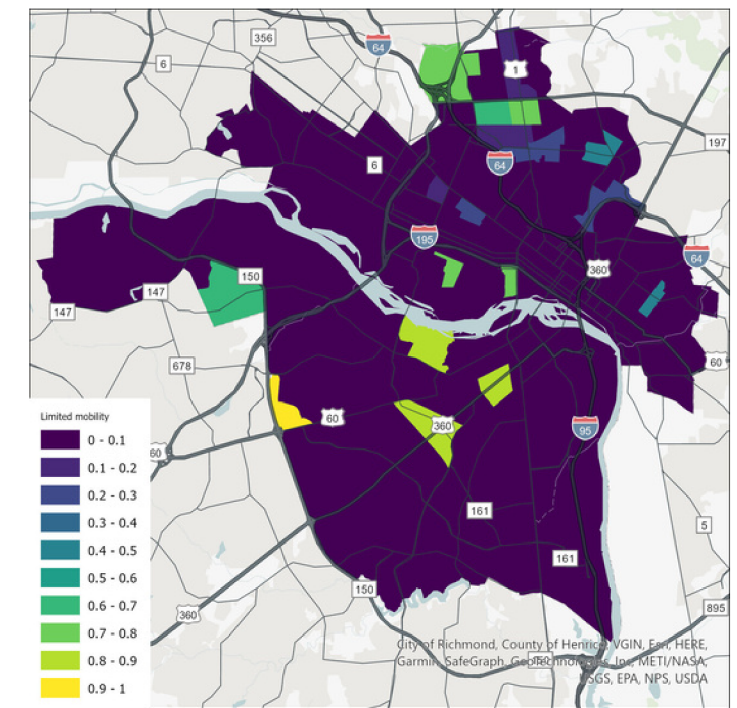 356
64
6
1
197
6
64
195
64
360
150
147
147
678
60
60
360
95
60
161
5
161
150
895
360
Limited mobility
0 - 0.1
0.1 - 0.2
0.2 - 0.3
0.3 - 0.4
0.4 - 0.5
0.5 - 0.6
0.6 - 0.7
0.7 - 0.8
0.8 - 0.9
0.9 - 1
City of Richmond, County of Henrico, VGIN, Esri, HERE,
Garmin, SafeGraph, GeoTechnologies, Inc, METI/NASA,
USGS, EPA, NPS, USDA